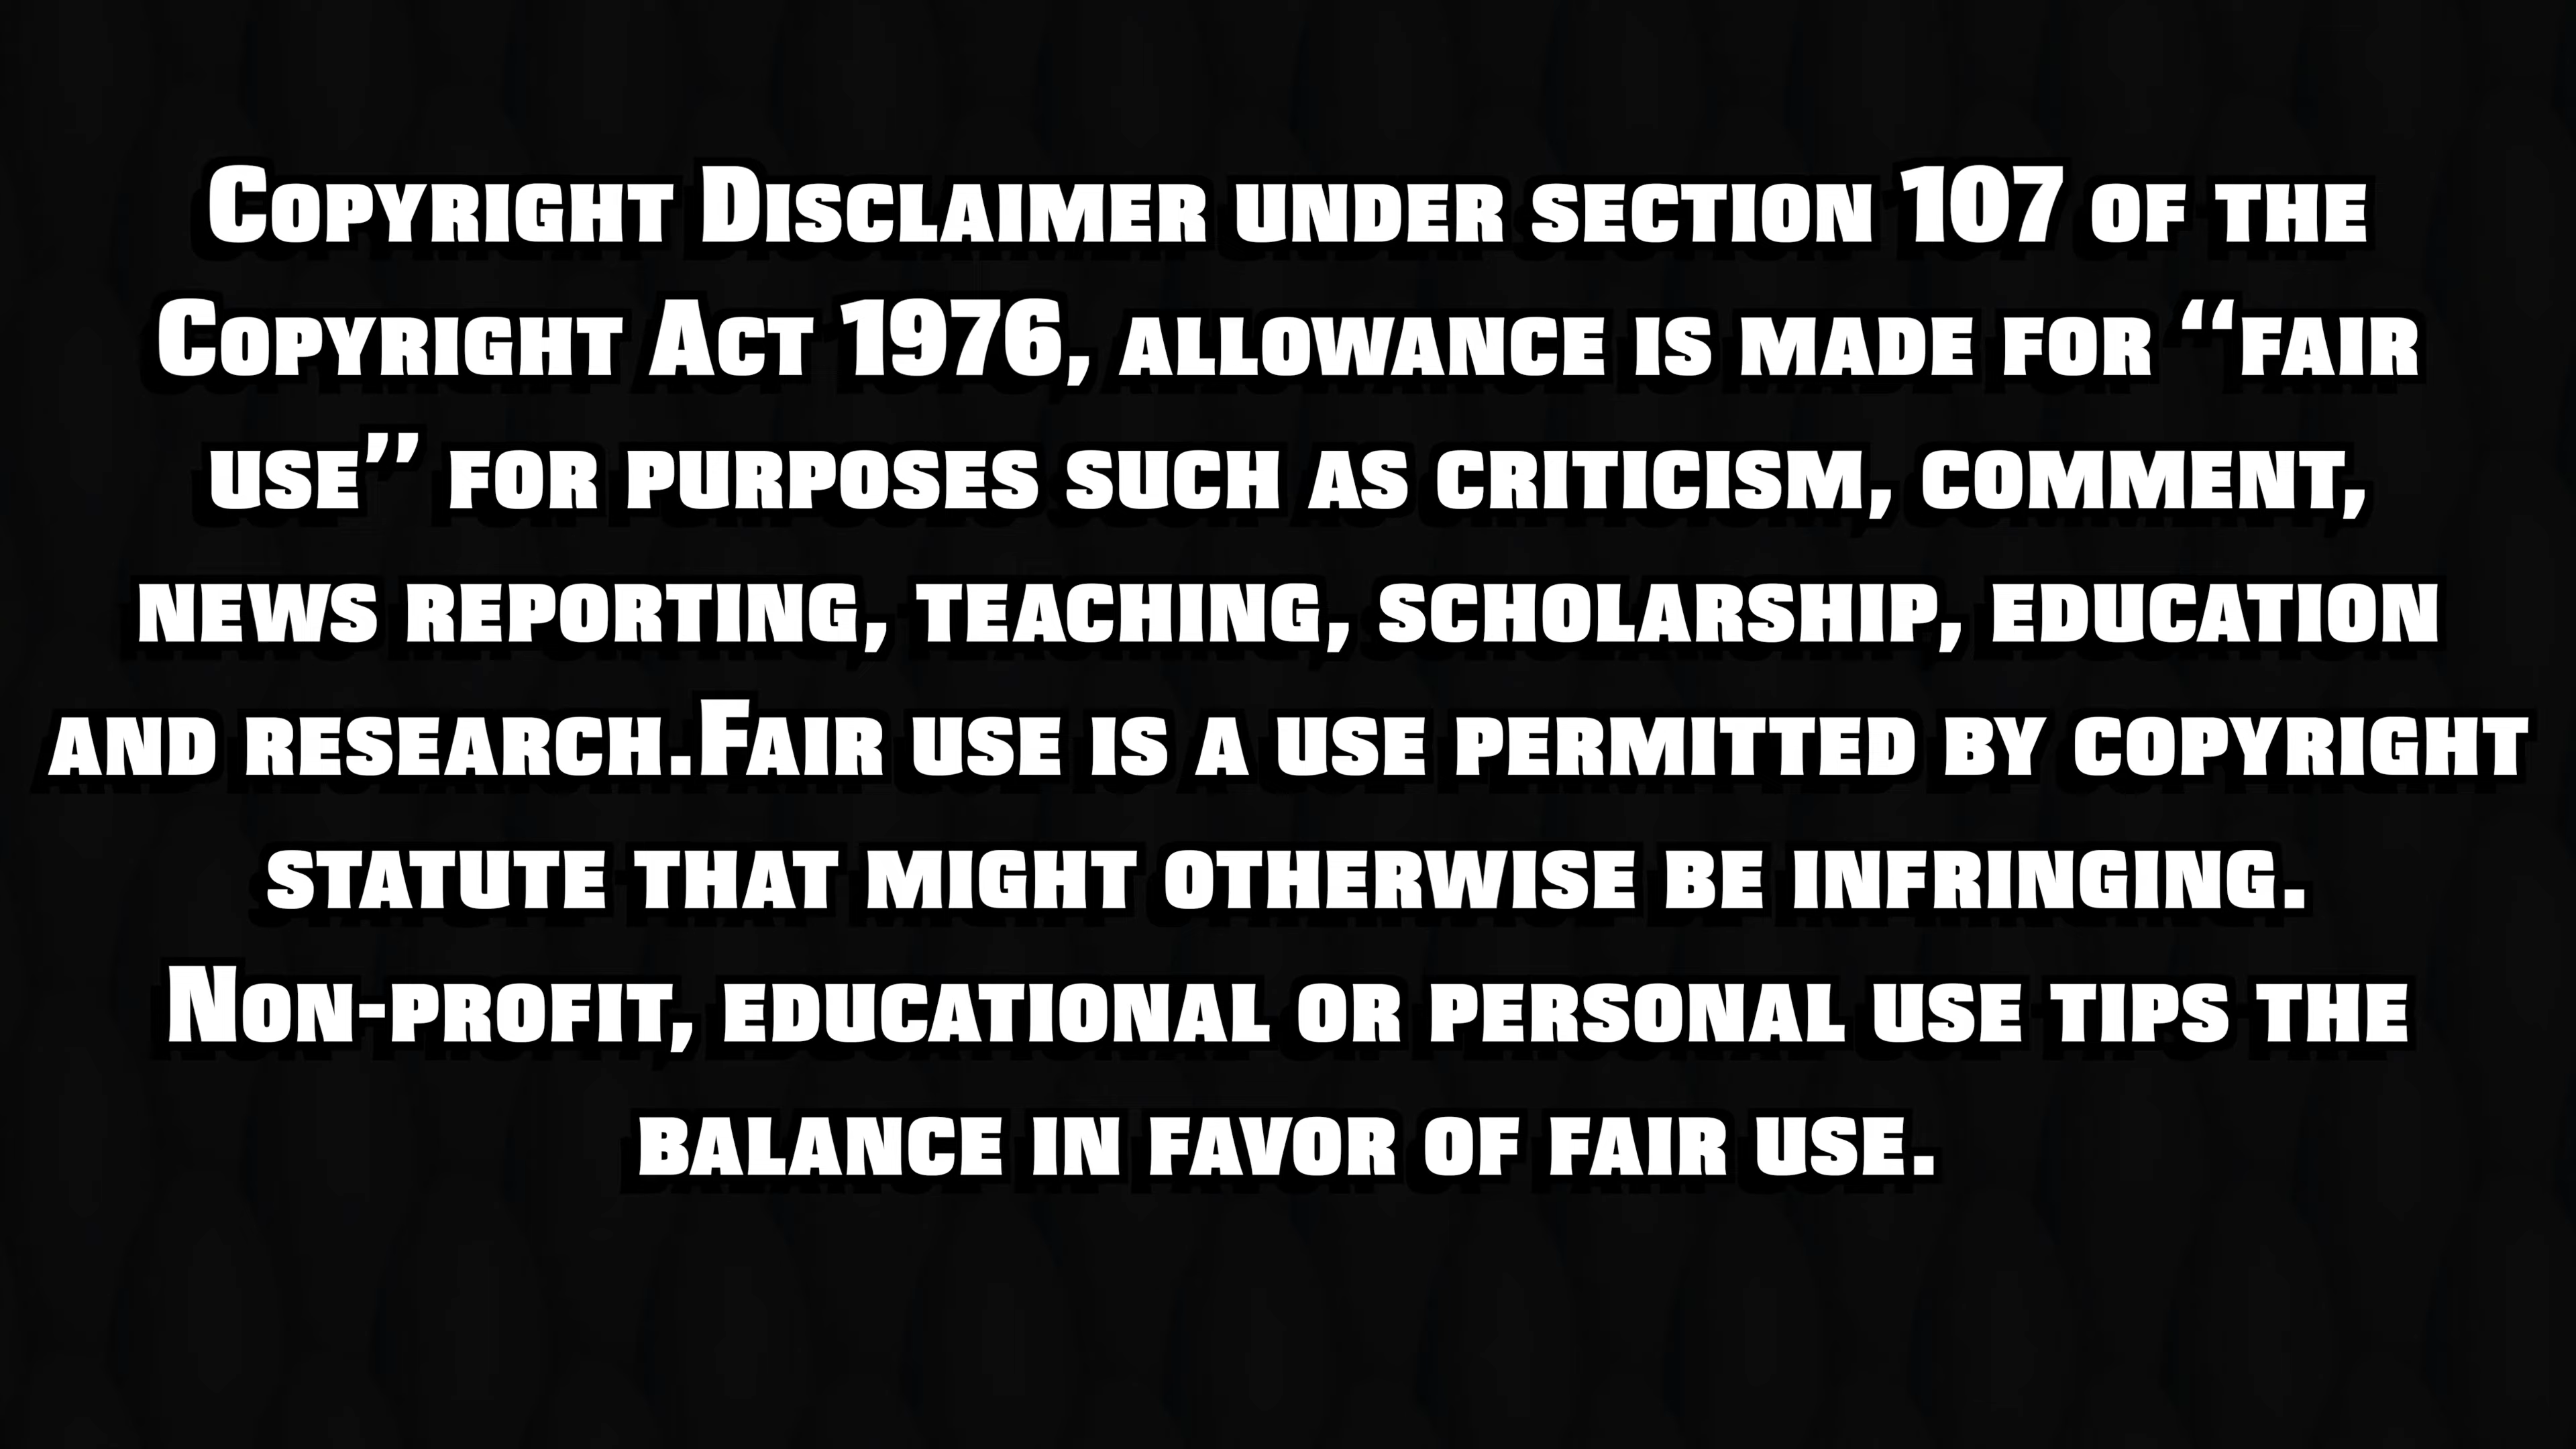 Copyright Disclaimer under section 107 of the
Copyright Act 1976, allowance is made for “fair
use” for purposes such as criticism, comment,
news reporting, teaching, scholarship, education
and research.Fair use is a use permitted by copyright
statute that might otherwise be infringing.
Non-profit, educational or personal use tips the
balance in favor of fair use.